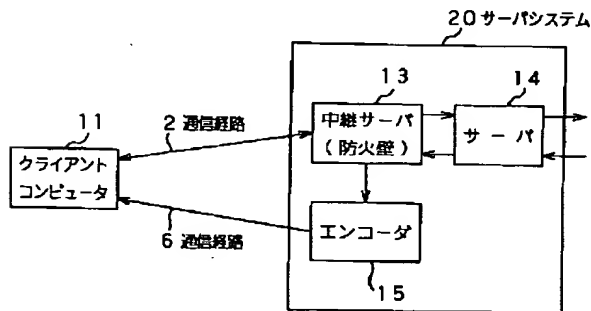 20 サーバシステム
13
14
中継サーバ
(防火壁)
サーバ
11
2 通信経路
クライアント
コンピュータ
6 通信経路
エンコーダ
15